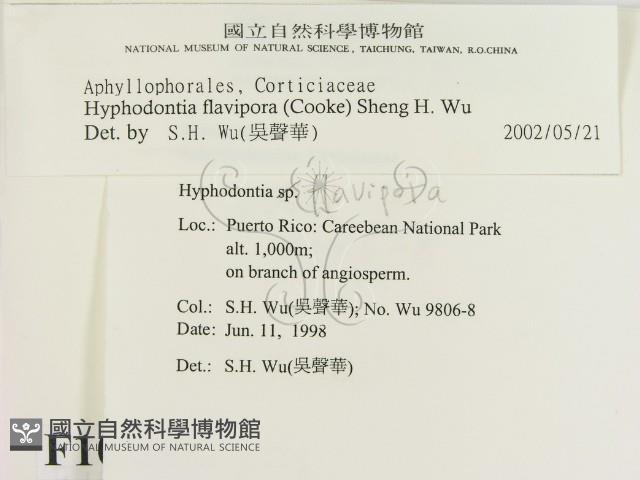 國立自然科學博物館
NATIONAL MUSEUM OF NATURAL SCIENCE, TAICHUNG, TAIWAN, R.O.CHINA
Aphyllophorales, Corticiaceae
Hyphodontia flavipora (Cooke) Sheng H. Wu
Det. by S.H. Wu(吳聲華) 2002/05/21
Hyphodontia sp. flavipora
Loc.: Puerto Rico: Careebean National Park
alt. 1,000m;
on branch of angiosperm.
Col.: S.H. Wu(吳聲華); No. Wu 9806-8
Date: Jun. 11, 1998
Det.: S.H. Wu(吳聲華)
國立自然科學博物館
NATIONAL MUSEUM OF NATURAL SCIENCE